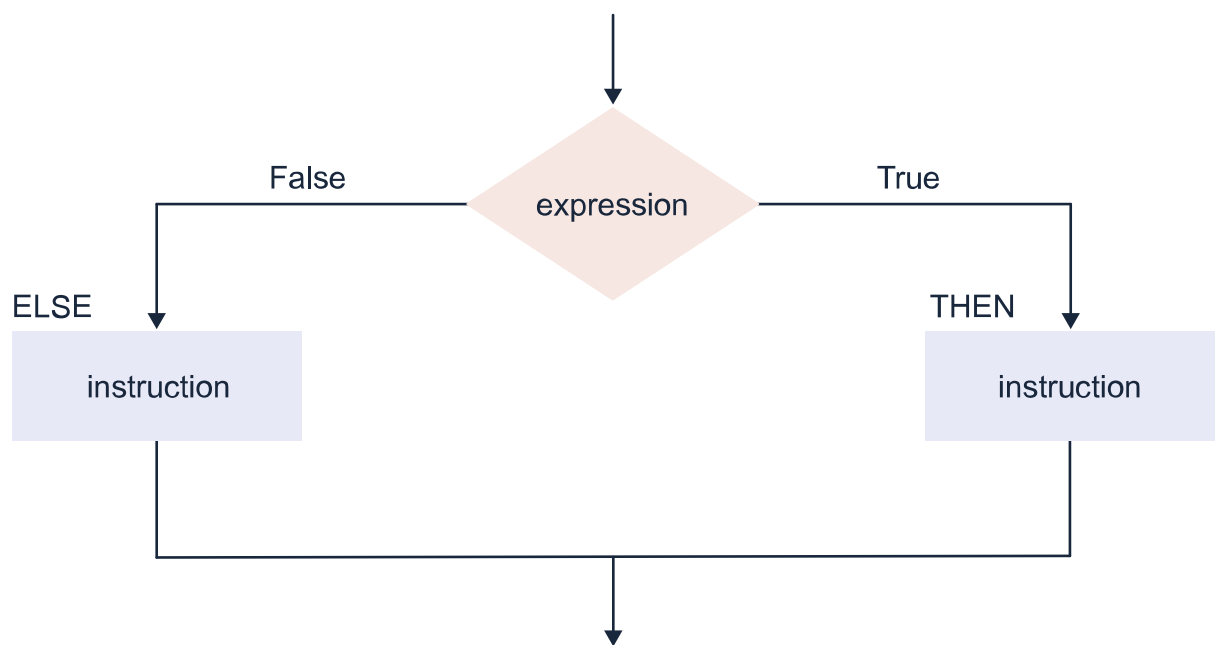 False
True
expression
ELSE
THEN
instruction
instruction